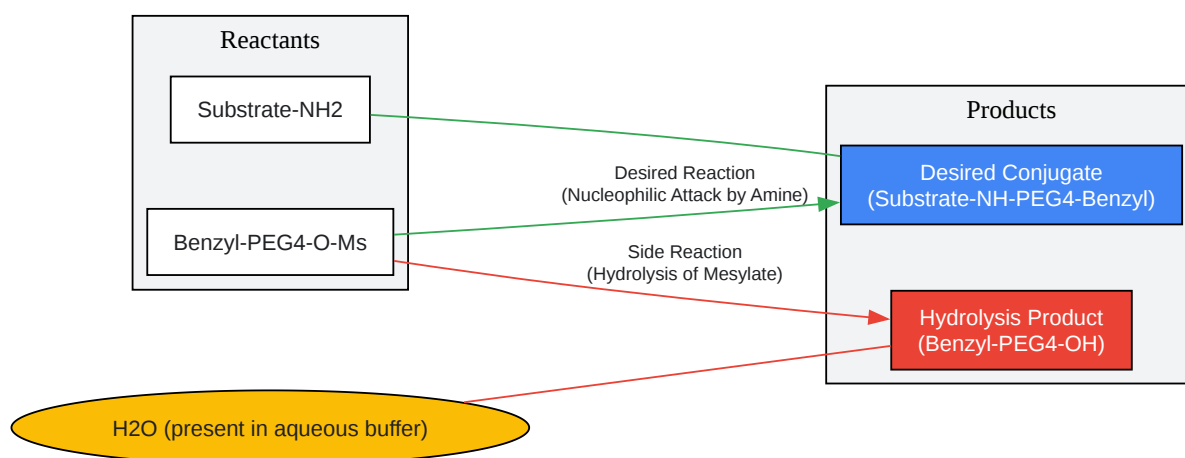 Reactants
Substrate-NH2
Benzyl-PEG4-O-Ms
Desired Reaction
(Nucleophilic Attack by Amine)
Side Reaction
(Hydrolysis of Mesylate)
Products
Desired Conjugate
(Substrate-NH-PEG4-Benzyl)
Hydrolysis Product
(Benzyl-PEG4-OH)
H2O (present in aqueous buffer)